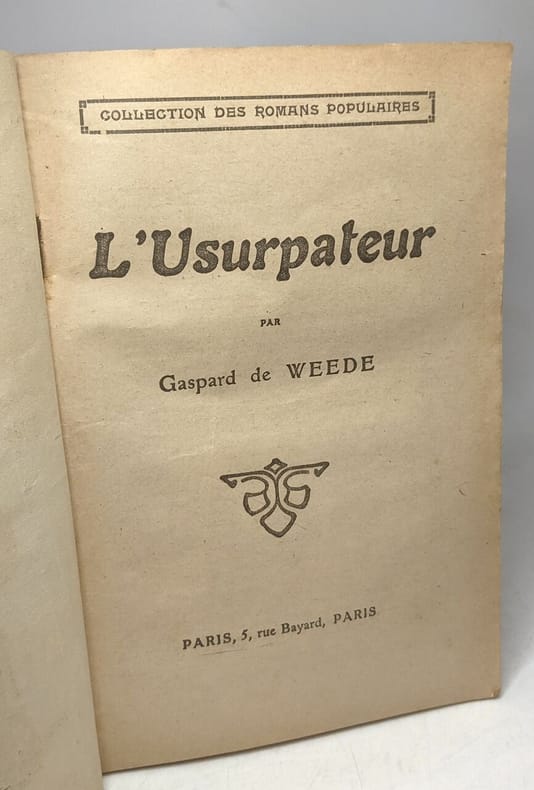 COLLECTION DES ROMANS POPULAIRES
L'Usurpateur
PAR
Gaspard de WEEDE
PARIS, 5, rue Bayard, PARIS